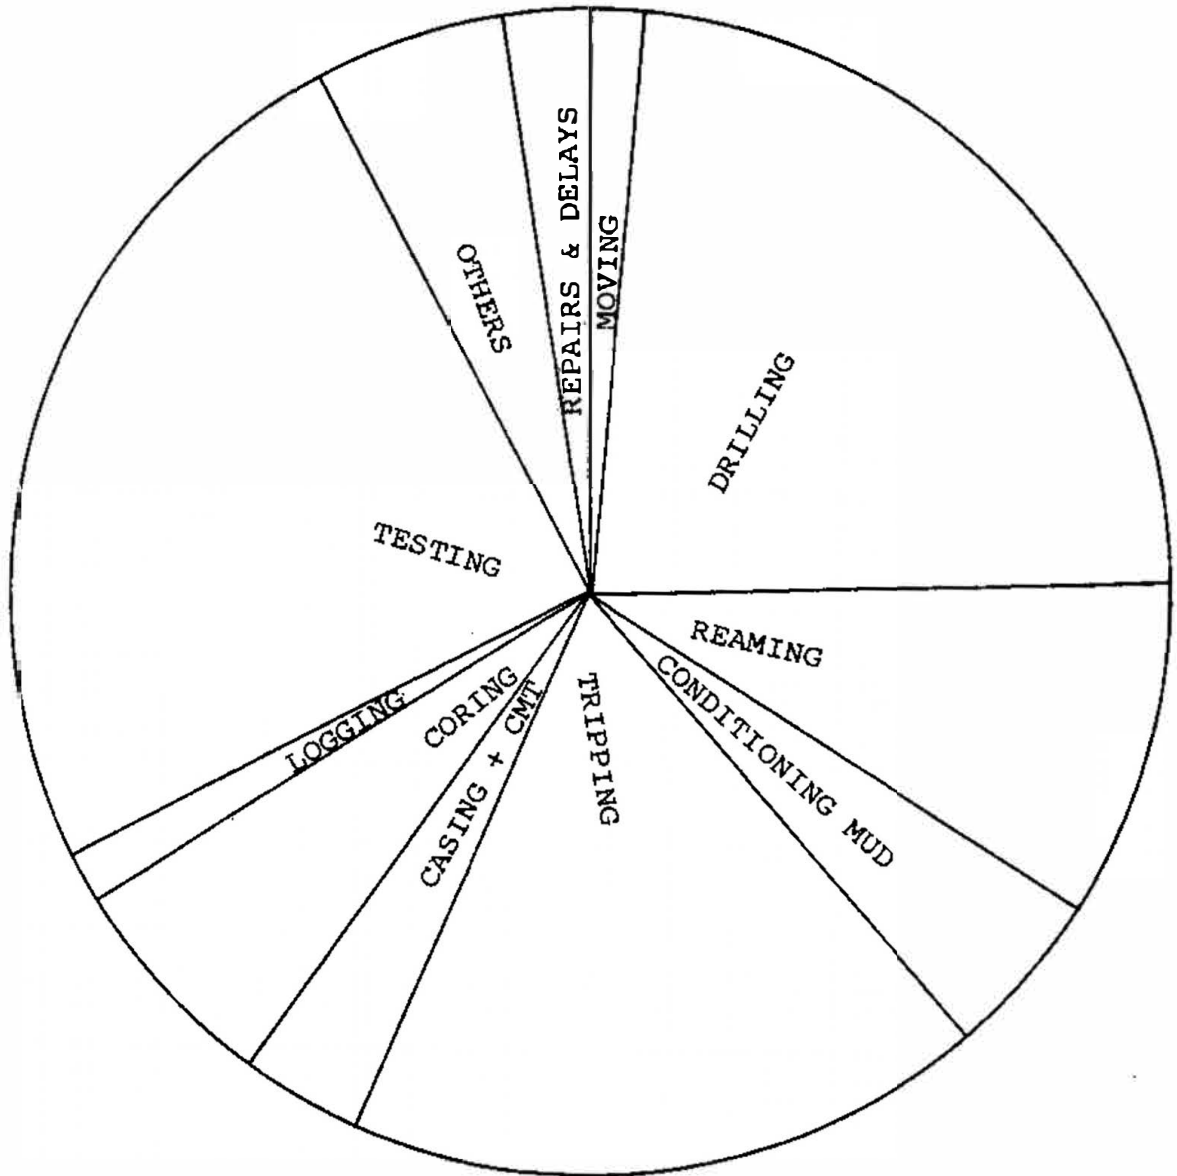 REPAIRS & DELAYS
MOVING
OTHERS
DRILLING
TESTING
REAMING
CONDITIONING MUD
TRIPPING
CASING + CMT
CORING
LOGGING